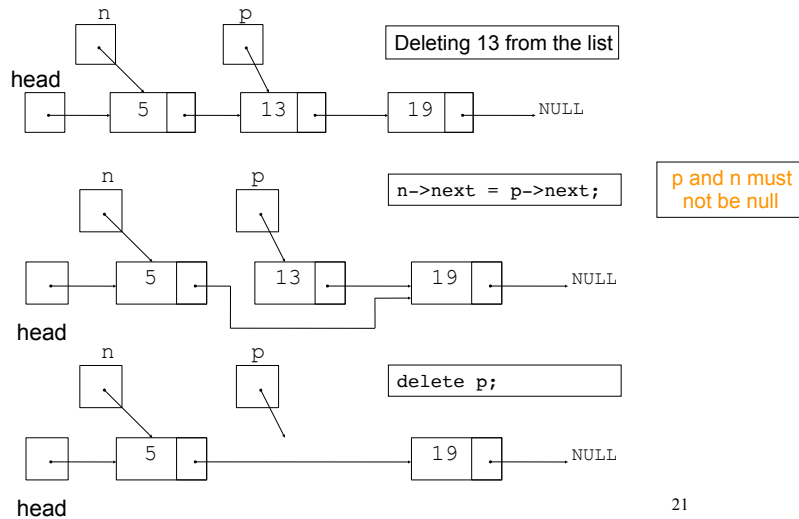 n p
Deleting 13 from the list
head
5 13 19 NULL
n p
n->next = p->next;
p and n must
not be null
5 13 19 NULL
head
n p
delete p;
5 19 NULL
head
21